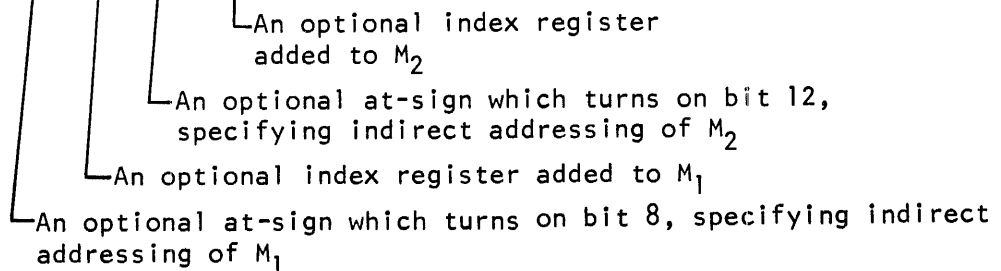 An optional index register
added to M₂
An optional at-sign which turns on bit 12,
specifying indirect addressing of M₂
An optional index register added to M₁
An optional at-sign which turns on bit 8, specifying indirect
addressing of M₁